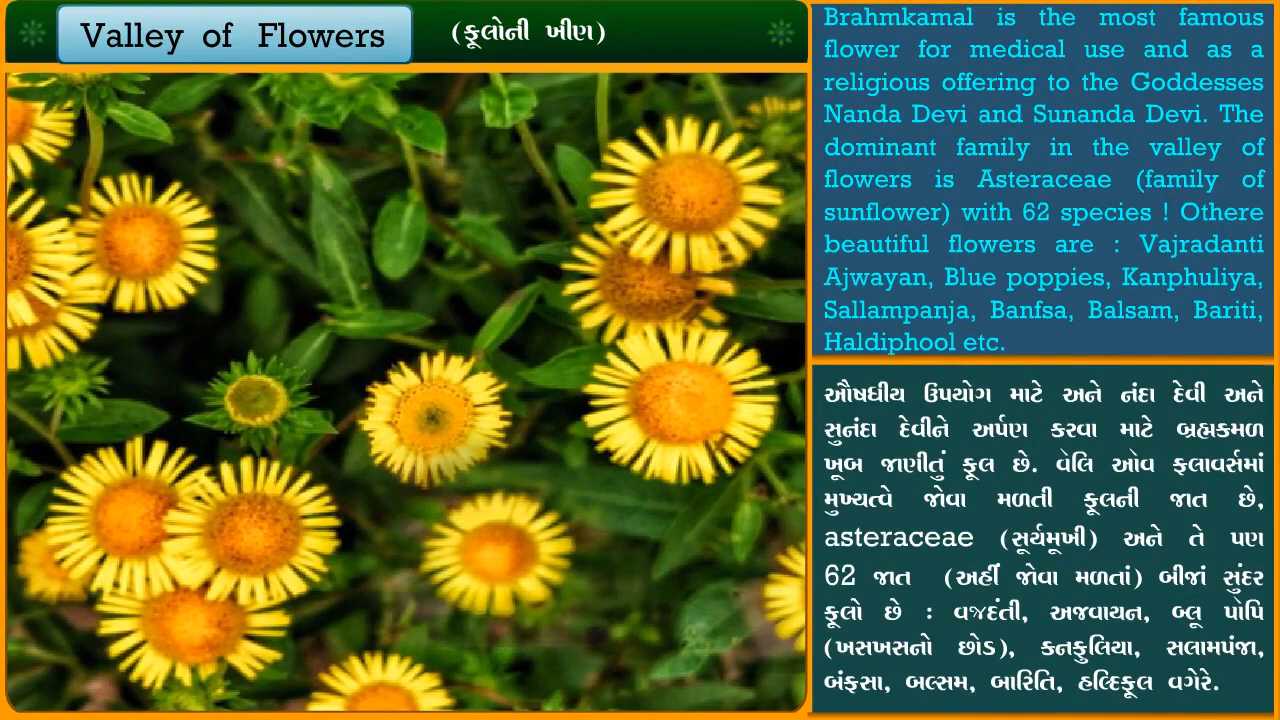 Valley of Flowers
(ફૂલોની ખીણ)
Brahmkamal is the most famous
flower for medical use and as a
religious offering to the Goddesses
Nanda Devi and Sunanda Devi. The
dominant family in the valley of
flowers is Asteraceae (family of
sunflower) with 62 species ! Othere
beautiful flowers are : Vajradanti
Ajwayan, Blue poppies, Kanphuliya,
Sallampanja, Banfsa, Balsam, Bariti,
Haldiphool etc.
ઔષધીય ઉપયોગ માટે અને નંદા દેવી અને
સુનંદા દેવીને અર્પણ કરવા માટે બ્રહ્મકમળ
ખૂબ જાણીતું ફૂલ છે. વેલિ ઓવ ફલાવર્સમાં
મુખ્યત્વે જોવા મળતી ફૂલની જાત છે,
asteraceae (સૂર્યમૂખી) અને તે પણ
62 જાત (અહીં જોવા મળતાં) બીજાં સુંદર
ફૂલો છે : વજ્રદંતી, અજવાયન, બ્લૂ પોપિ
(ખસખસનો છોડ), કનફુલિયા, સલામપંજા,
બંફસા, બલ્સમ, બારિતિ, હલ્દિફૂલ વગેરે.